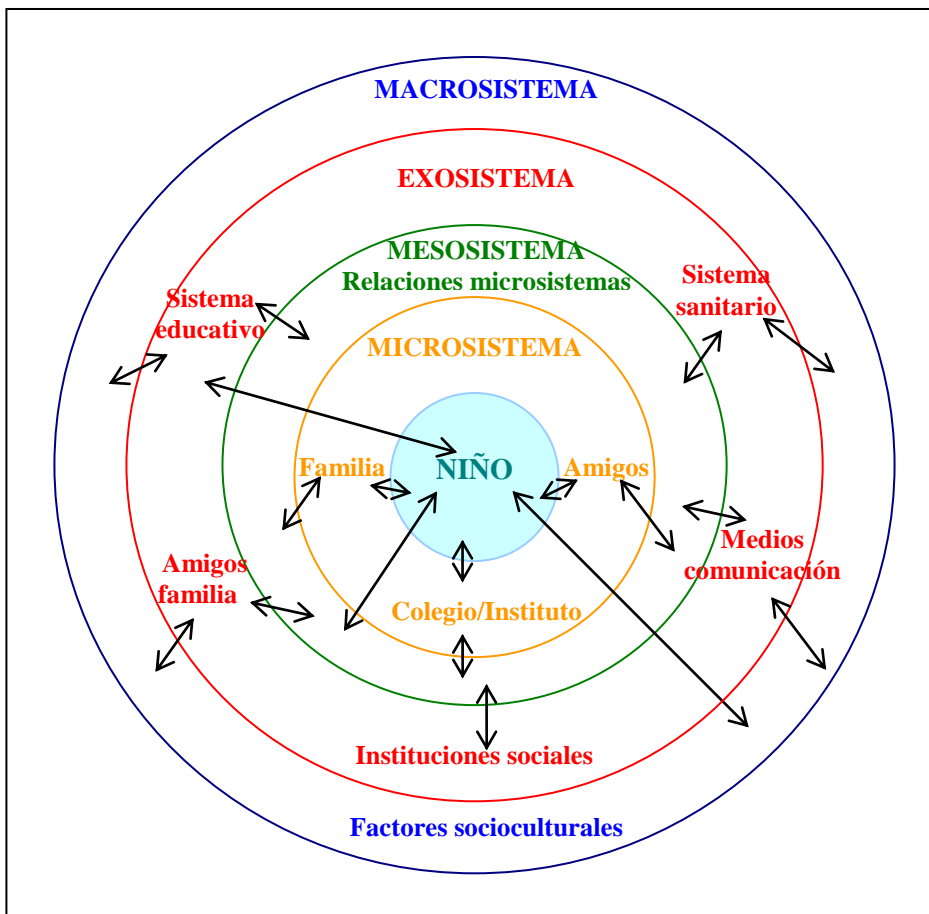 MACROSISTEMA
EXOSISTEMA
MESOSISTEMA
Relaciones microsistemas
Sistema
educativo
Sistema
sanitario
MICROSISTEMA
Familia
NIÑO
Amigos
Amigos
familia
Medios
comunicación
Colegio/Instituto
Instituciones sociales
Factores socioculturales